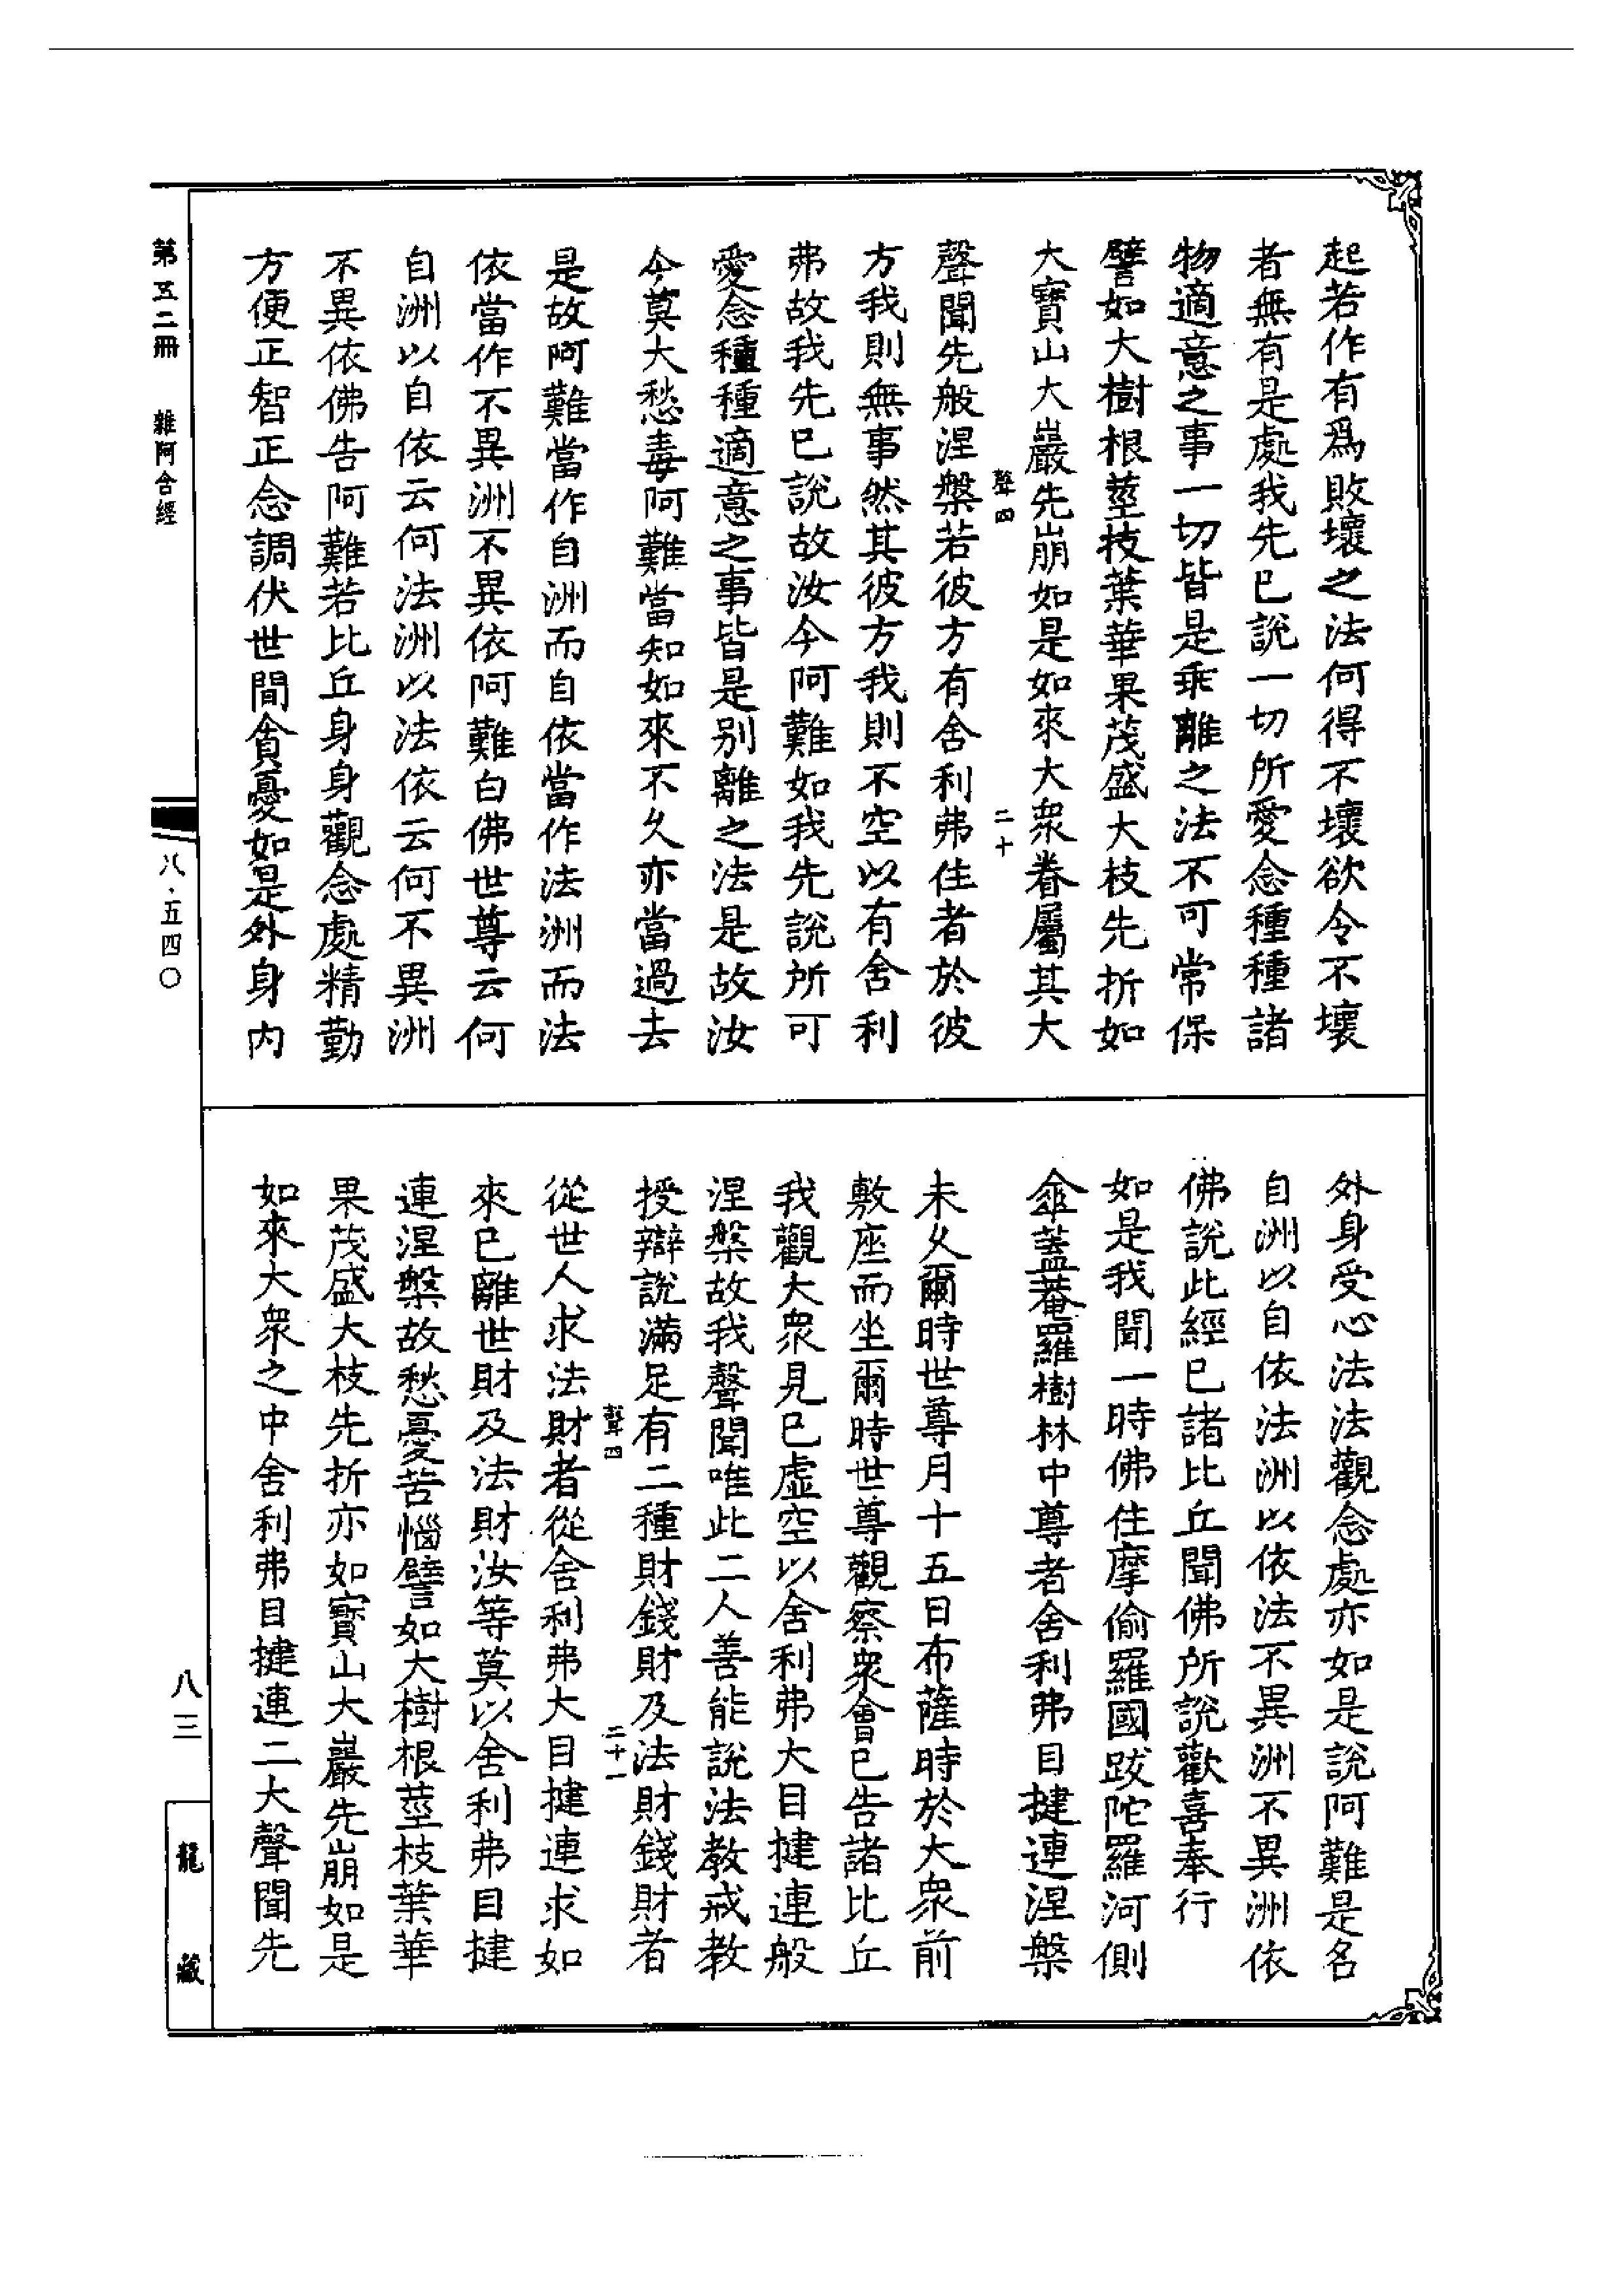 起若作有爲敗壞之法何得不壞欲令不壞
者無有是處我先已說一切所愛念種種諸
物適意之事一切皆是乖離之法不可常保
譬如大樹根莖枝葉華果茂盛大枝先折如
大寶山大巖先崩如是如來大衆眷屬其大
聲四 二十
聲聞先般涅槃若彼方有舍利弗住者於彼
方我則無事然其彼方我則不空以有舍利
弗故我先已說故汝今阿難如我先說所可
愛念種種適意之事皆是別離之法是故汝
今莫大愁毒阿難當知如來不久亦當過去
是故阿難當作自洲而自依當作法洲而法
依當作不異洲不異依阿難白佛世尊云何
自洲以自依云何法洲以法依云何不異洲
不異依佛告阿難若比丘身身觀念處精勤
方便正智正念調伏世間貪憂如是外身內
外身受心法法觀念處亦如是說阿難是名
自洲以自依法洲以依法不異洲不異洲依
佛說此經已諸比丘聞佛所說歡喜奉行
如是我聞一時佛住摩偷羅國跋陀羅河側
傘蓋菴羅樹林中尊者舍利弗目揵連涅槃
未久爾時世尊月十五日布薩時於大衆前
敷座而坐爾時世尊觀察衆會已告諸比丘
我觀大衆見已虛空以舍利弗大目揵連般
涅槃故我聲聞唯此二人善能說法教戒教
授辯說滿足有二種財錢財及法財錢財者
聲四 二十一
從世人求法財者從舍利弗大目揵連求如
來已離世財及法財汝等莫以舍利弗目揵
連涅槃故愁憂苦惱譬如大樹根莖枝葉華
果茂盛大枝先折亦如寶山大巖先崩如是
如來大衆之中舍利弗目揵連二大聲聞先
第五二冊 雜阿含經
八·五四〇
八三
龍藏